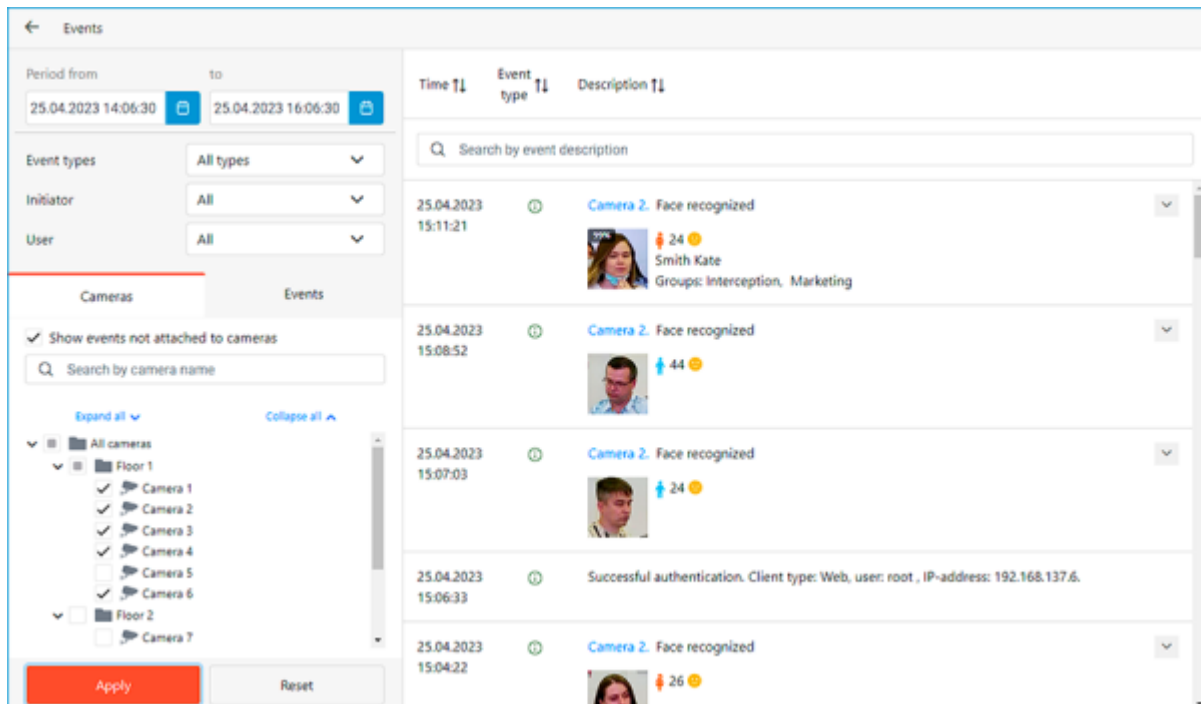 Events
Period from to
25.04.2023 14:06:30 25.04.2023 16:06:30
Event types All types
Initiator All
User All
Cameras Events
Show events not attached to cameras
Search by camera name
Expand all Collapse all
All cameras
Floor 1
Camera 1
Camera 2
Camera 3
Camera 4
Camera 5
Camera 6
Floor 2
Camera 7
Apply Reset
Time Event type Description
Search by event description
25.04.2023 Camera 2. Face recognized
15:11:21
99%
24
Smith Kate
Groups: Interception, Marketing
25.04.2023 Camera 2. Face recognized
15:08:52
44
25.04.2023 Camera 2. Face recognized
15:07:03
24
25.04.2023 Successful authentication. Client type: Web, user: root , IP-address: 192.168.137.6.
15:06:33
25.04.2023 Camera 2. Face recognized
15:04:22
26